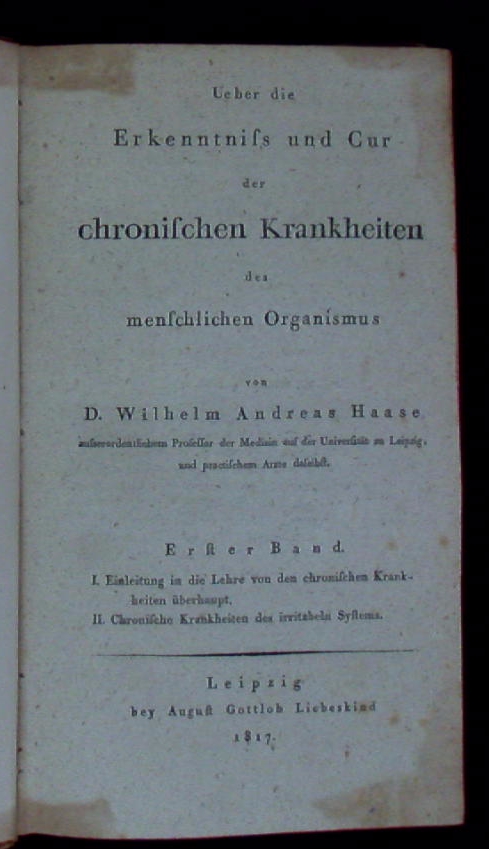 Ueber die
Erkenntniſs und Cur
der
chroniſchen Krankheiten
des
menſchlichen Organismus
von
D. Wilhelm Andreas Haase
auſserordentlichem Profeſſor der Medizin auf der Univerſität zu Leipzig,
und practiſchem Arzte daſelbſt.
Erſter Band.
I. Einleitung in die Lehre von den chroniſchen Krank-
heiten überhaupt.
II. Chroniſche Krankheiten des irritabeln Syſtems.
Leipzig
bey Auguſt Gottlob Liebeskind
1817.